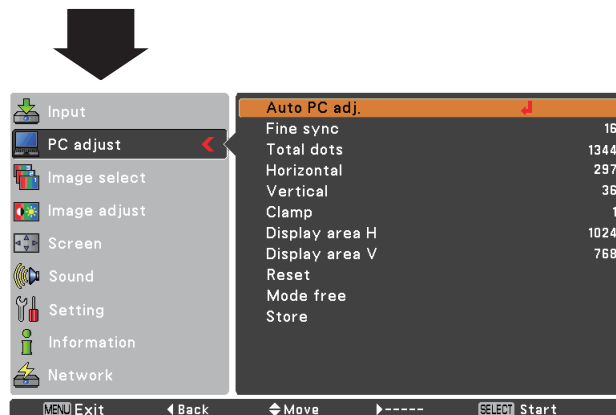 Input
PC adjust
Image select
Image adjust
Screen
Sound
Setting
Information
Network
Auto PC adj.
Fine sync 16
Total dots 1344
Horizontal 297
Vertical 36
Clamp 1
Display area H 1024
Display area V 768
Reset
Mode free
Store
MENU Exit Back Move ----- SELECT Start